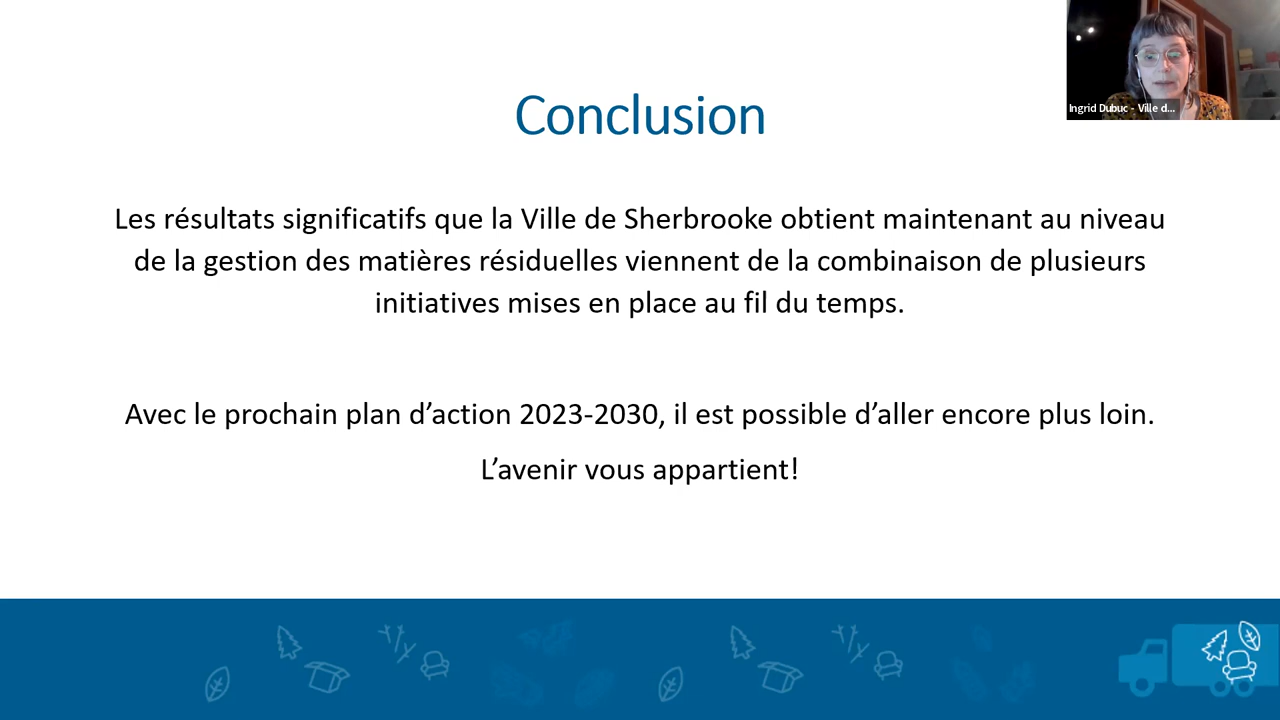 Ingrid Dubuc - Ville d...
Conclusion
Les résultats significatifs que la Ville de Sherbrooke obtient maintenant au niveau
de la gestion des matières résiduelles viennent de la combinaison de plusieurs
initiatives mises en place au fil du temps.
Avec le prochain plan d’action 2023-2030, il est possible d’aller encore plus loin.
L’avenir vous appartient!